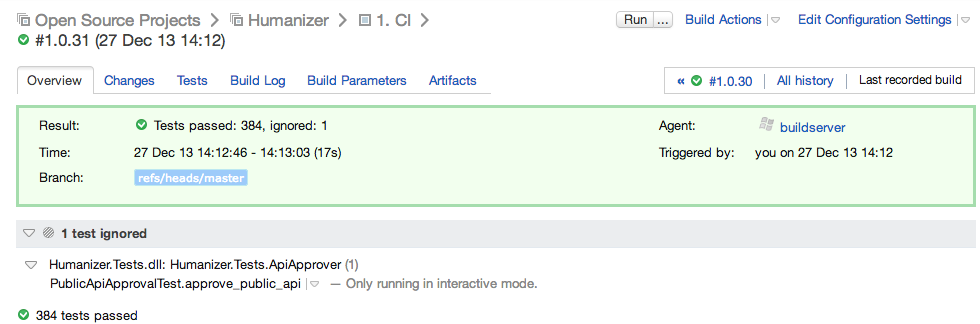 Open Source Projects > Humanizer > 1. CI >
Run ... Build Actions Edit Configuration Settings
#1.0.31 (27 Dec 13 14:12)
Overview Changes Tests Build Log Build Parameters Artifacts
« #1.0.30 All history Last recorded build
Result: Tests passed: 384, ignored: 1 Agent: buildserver
Time: 27 Dec 13 14:12:46 - 14:13:03 (17s) Triggered by: you on 27 Dec 13 14:12
Branch: refs/heads/master
1 test ignored
Humanizer.Tests.dll: Humanizer.Tests.ApiApprover (1)
PublicApiApprovalTest.approve_public_api — Only running in interactive mode.
384 tests passed